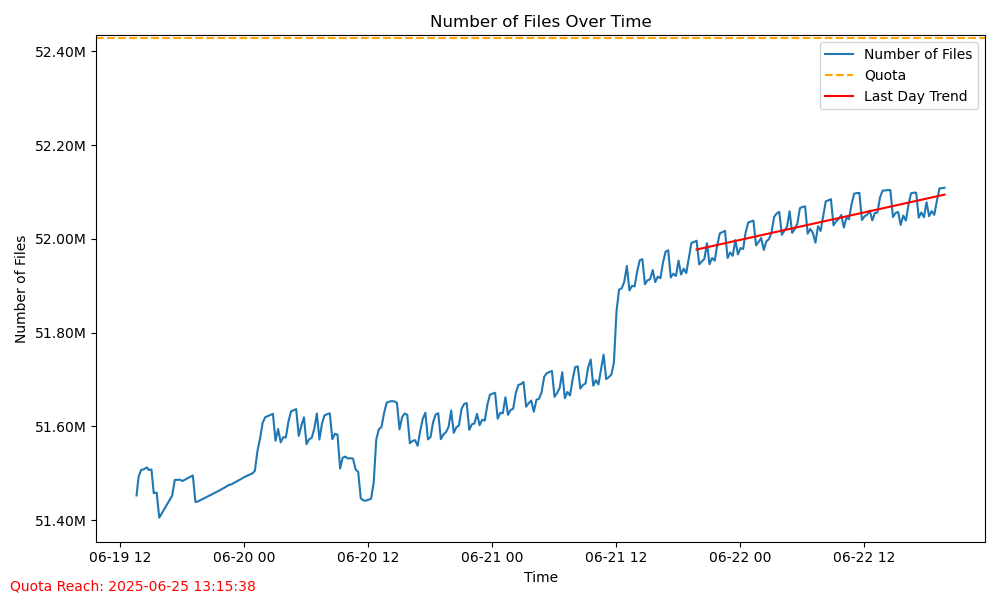 Number of Files Over Time
Number of Files
Quota
Last Day Trend
Number of Files
52.40M
52.20M
52.00M
51.80M
51.60M
51.40M
06-19 12
06-20 00
06-20 12
06-21 00
06-21 12
06-22 00
06-22 12
Time
Quota Reach: 2025-06-25 13:15:38